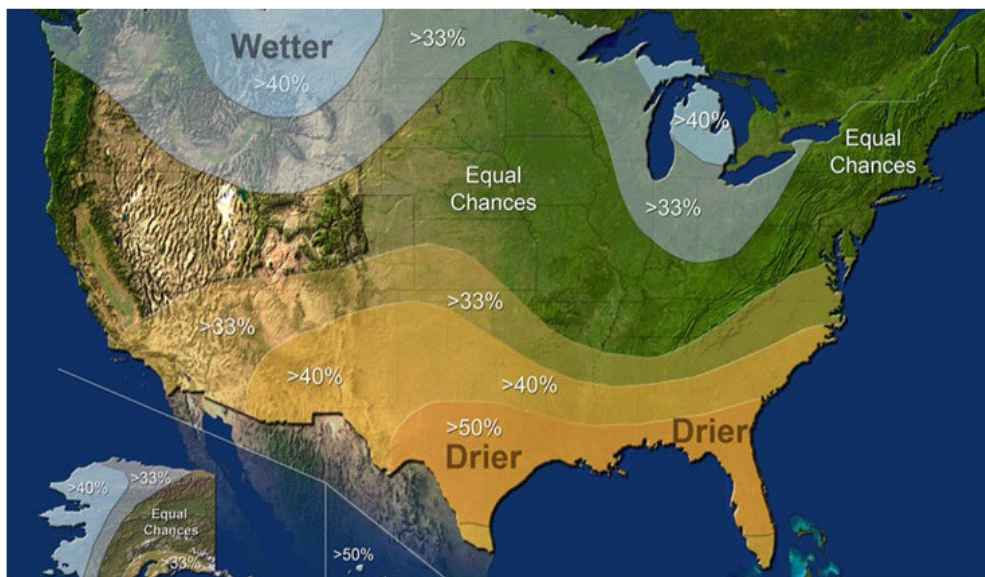 Wetter
>40%
>33%
>40%
Equal
Chances
Equal
Chances
>33%
>33%
>33%
>40%
>40%
>50%
Drier
Drier
>40%
>33%
Equal
Chances
>33%
>50%